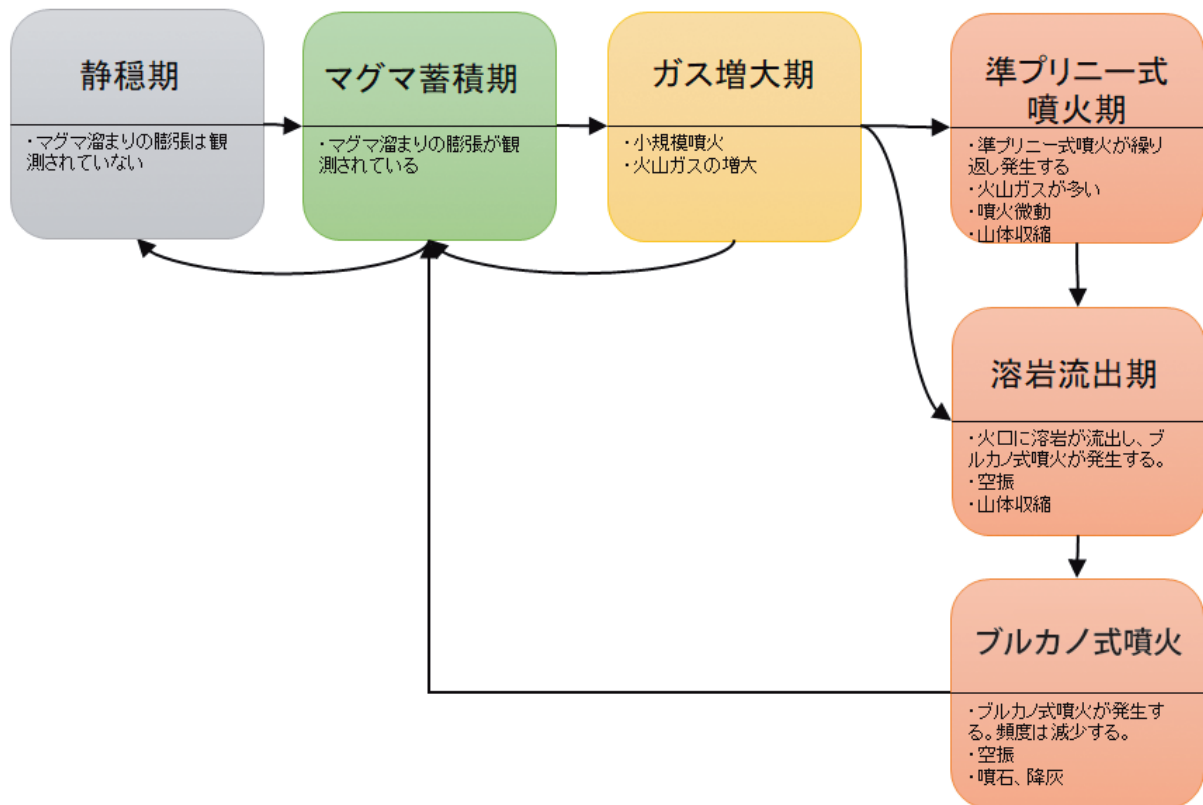 静穏期
・マグマ溜まりの膨張は観
測されていない
マグマ蓄積期
・マグマ溜まりの膨張が観
測されている
ガス増大期
・小規模噴火
・火山ガスの増大
準プリニー式
噴火期
・準プリニー式噴火が繰り
返し発生する
・火山ガスが多い
・噴火微動
・山体収縮
溶岩流出期
・火口に溶岩が流出し、ブ
ルカノ式噴火が発生する。
・空振
・山体収縮
ブルカノ式噴火
・ブルカノ式噴火が発生す
る。頻度は減少する。
・空振
・噴石、降灰